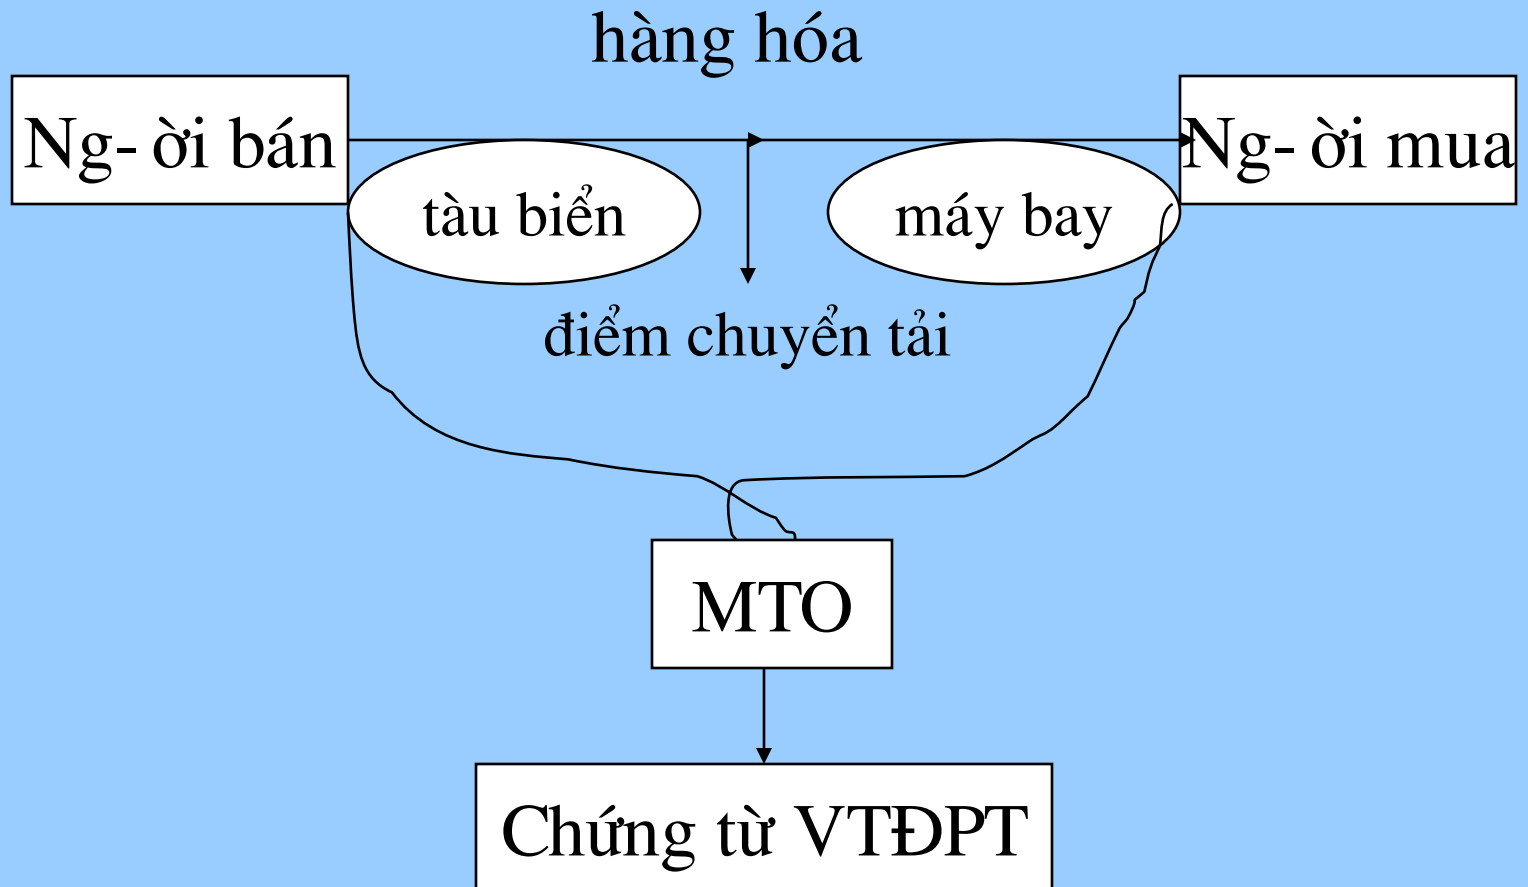 hàng hóa
Ng- ời bán
Ng- ời mua
tàu biển
máy bay
điểm chuyển tải
MTO
Chứng từ VTĐPT